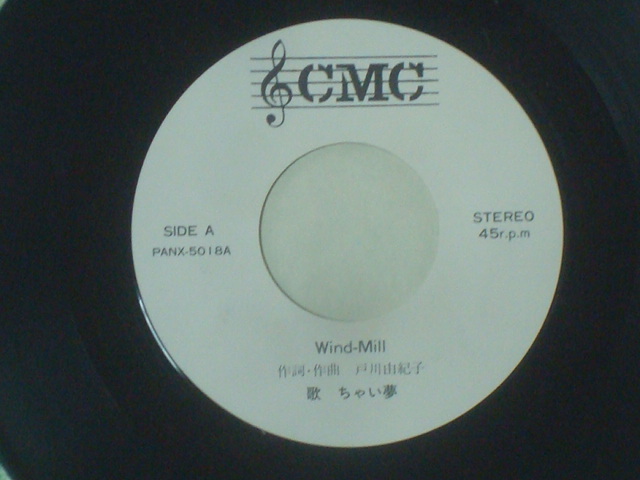 CMC
SIDE A
PANX-5018A
STEREO
45r.p.m
Wind-Mill
作詞・作曲 戸川由紀子
歌 ちゃい夢